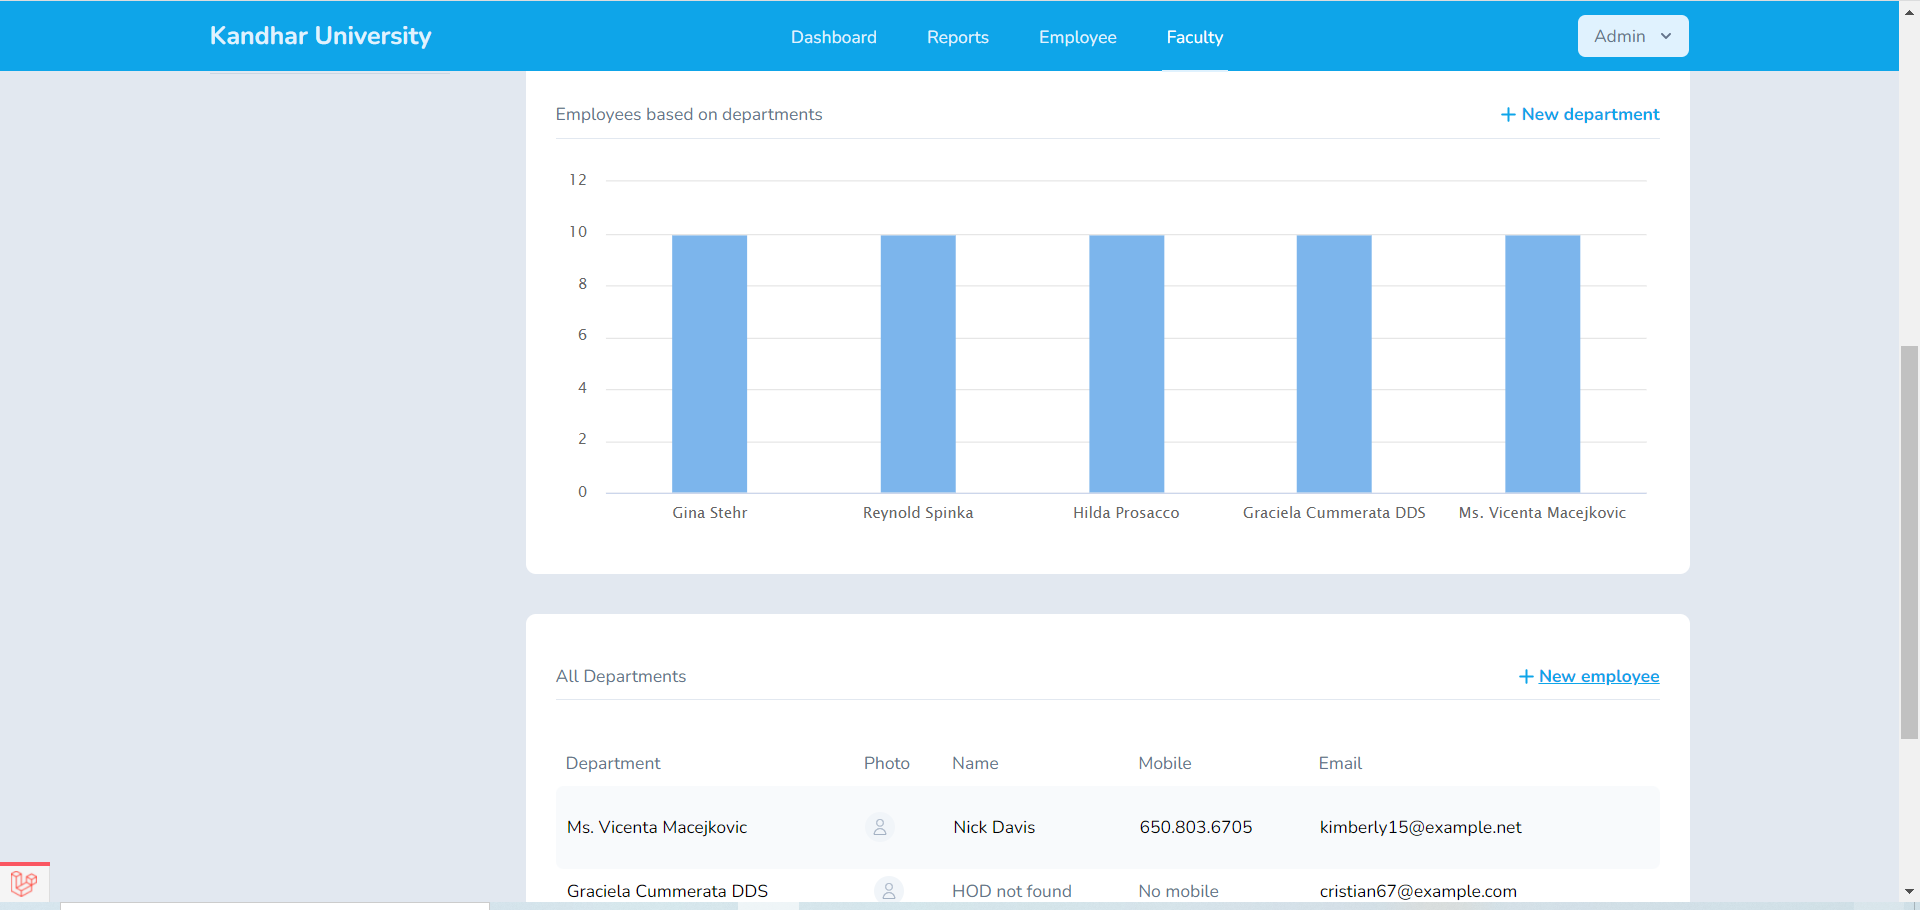 Kandhar University Dashboard Reports Employee Faculty Admin
Employees based on departments + New department
12
10
8
6
4
2
0
Gina Stehr Reynold Spinka Hilda Prosacco Graciela Cummerata DDS Ms. Vicenta Macejkovic
All Departments + New employee
Department Photo Name Mobile Email
Ms. Vicenta Macejkovic Nick Davis 650.803.6705 kimberly15@example.net
Graciela Cummerata DDS HOD not found No mobile cristian67@example.com